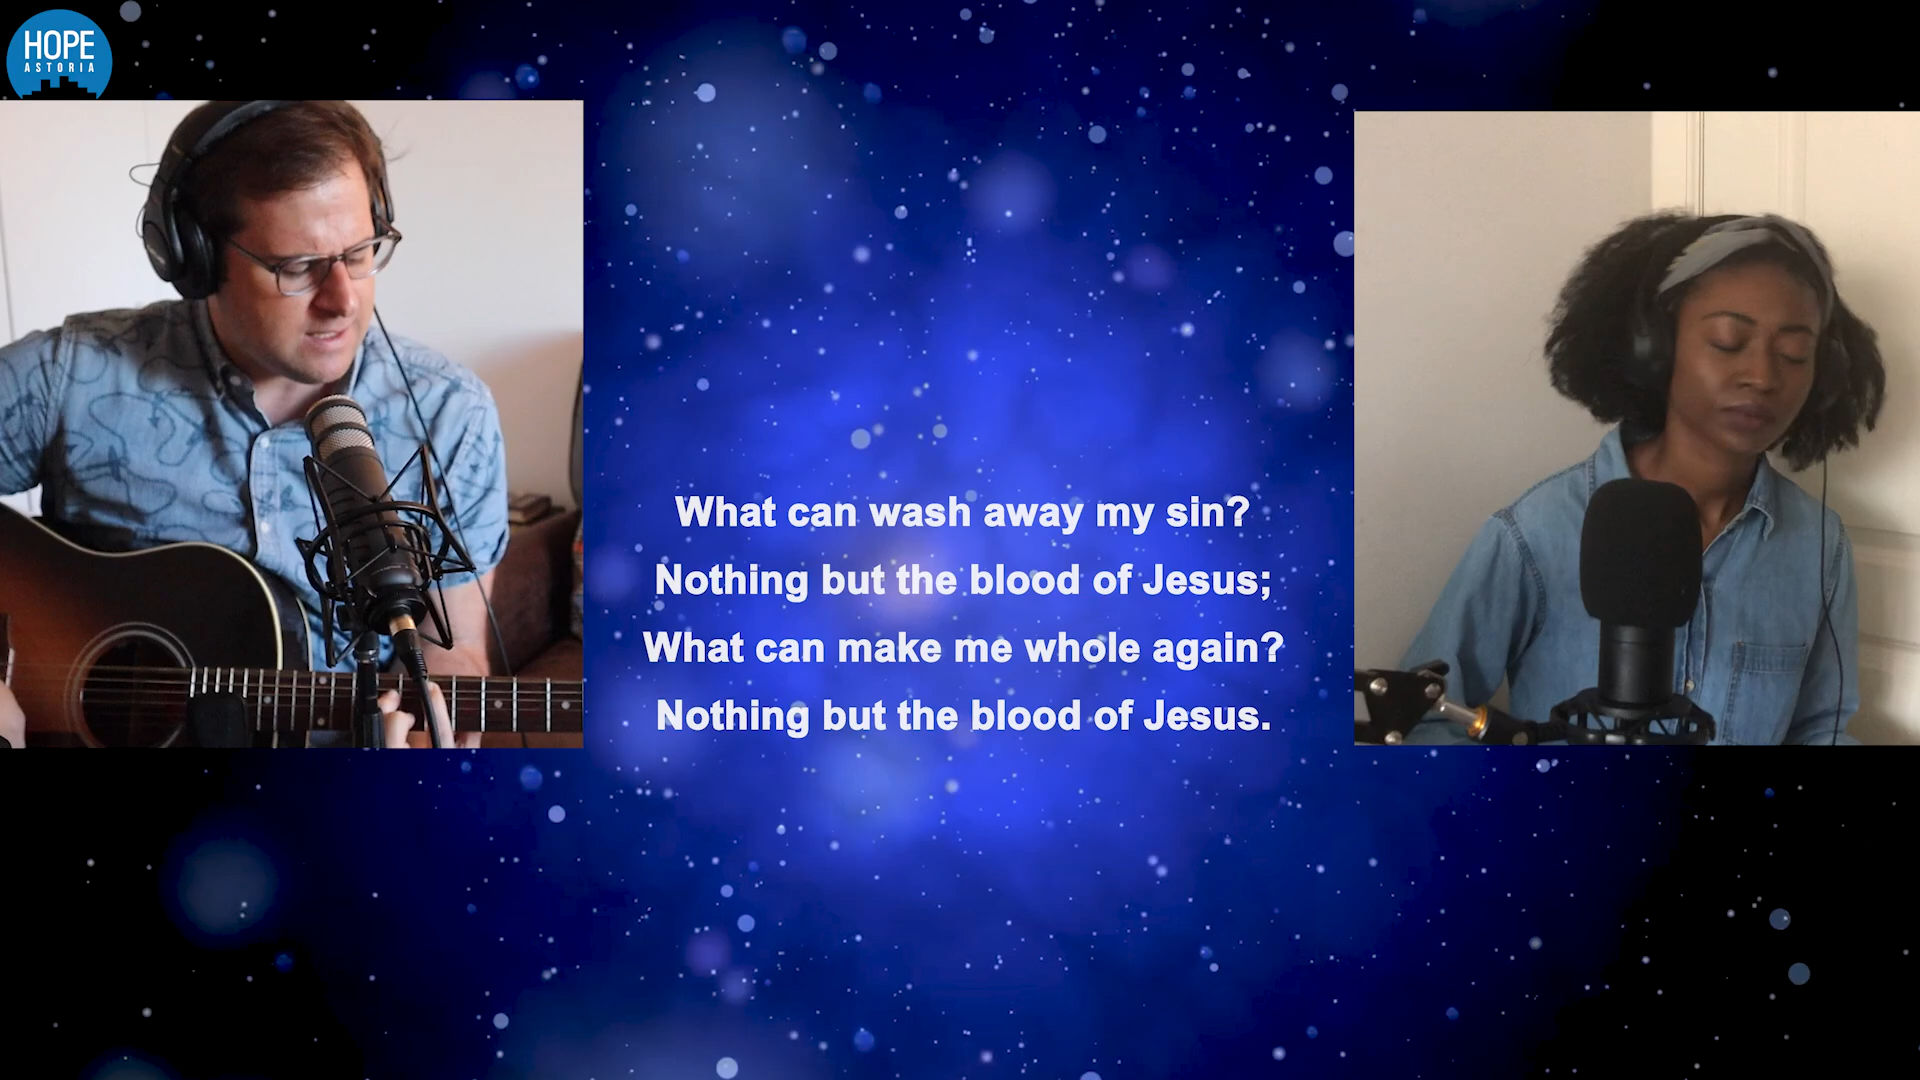 HOPE
ASTORIA
What can wash away my sin?
Nothing but the blood of Jesus;
What can make me whole again?
Nothing but the blood of Jesus.